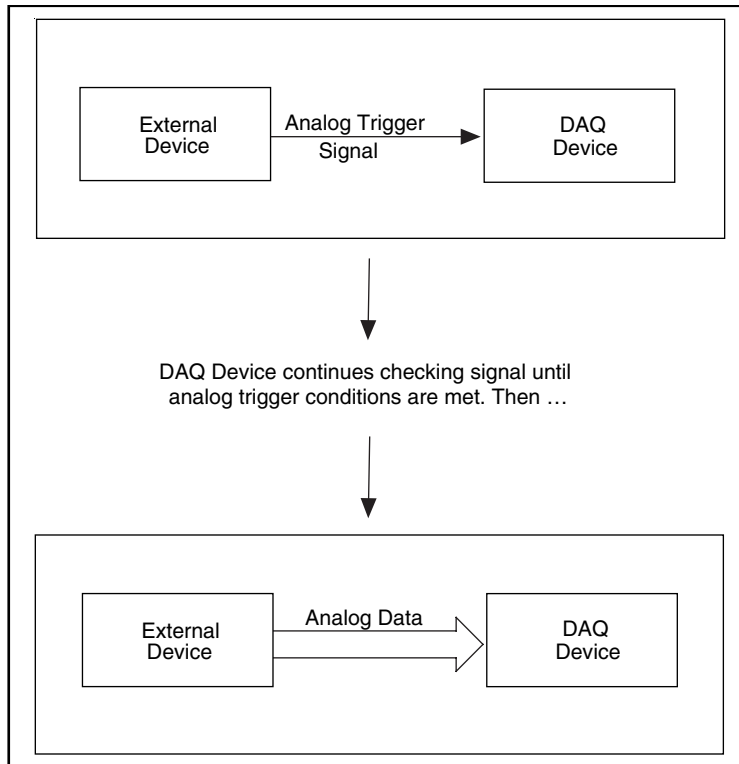 External
Device
Analog Trigger
Signal
DAQ
Device
DAQ Device continues checking signal until
analog trigger conditions are met. Then …
External
Device
Analog Data
DAQ
Device